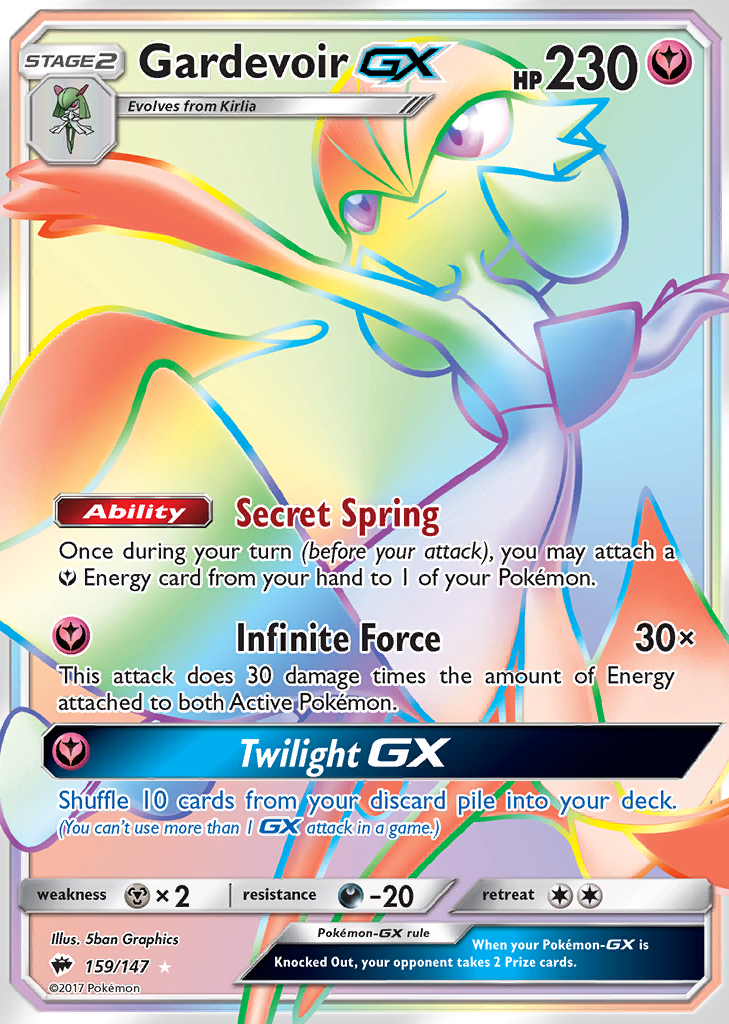 STAGE 2 Gardevoir GX HP 230
Evolves from Kirlia
Ability Secret Spring
Once during your turn (before your attack), you may attach a
Energy card from your hand to 1 of your Pokémon.
Infinite Force 30×
This attack does 30 damage times the amount of Energy
attached to both Active Pokémon.
Twilight GX
Shuffle 10 cards from your discard pile into your deck.
(You can't use more than 1 GX attack in a game.)
weakness ×2 resistance -20 retreat
Illus. 5ban Graphics
159/147
©2017 Pokémon
Pokémon-GX rule
When your Pokémon-GX is
Knocked Out, your opponent takes 2 Prize cards.